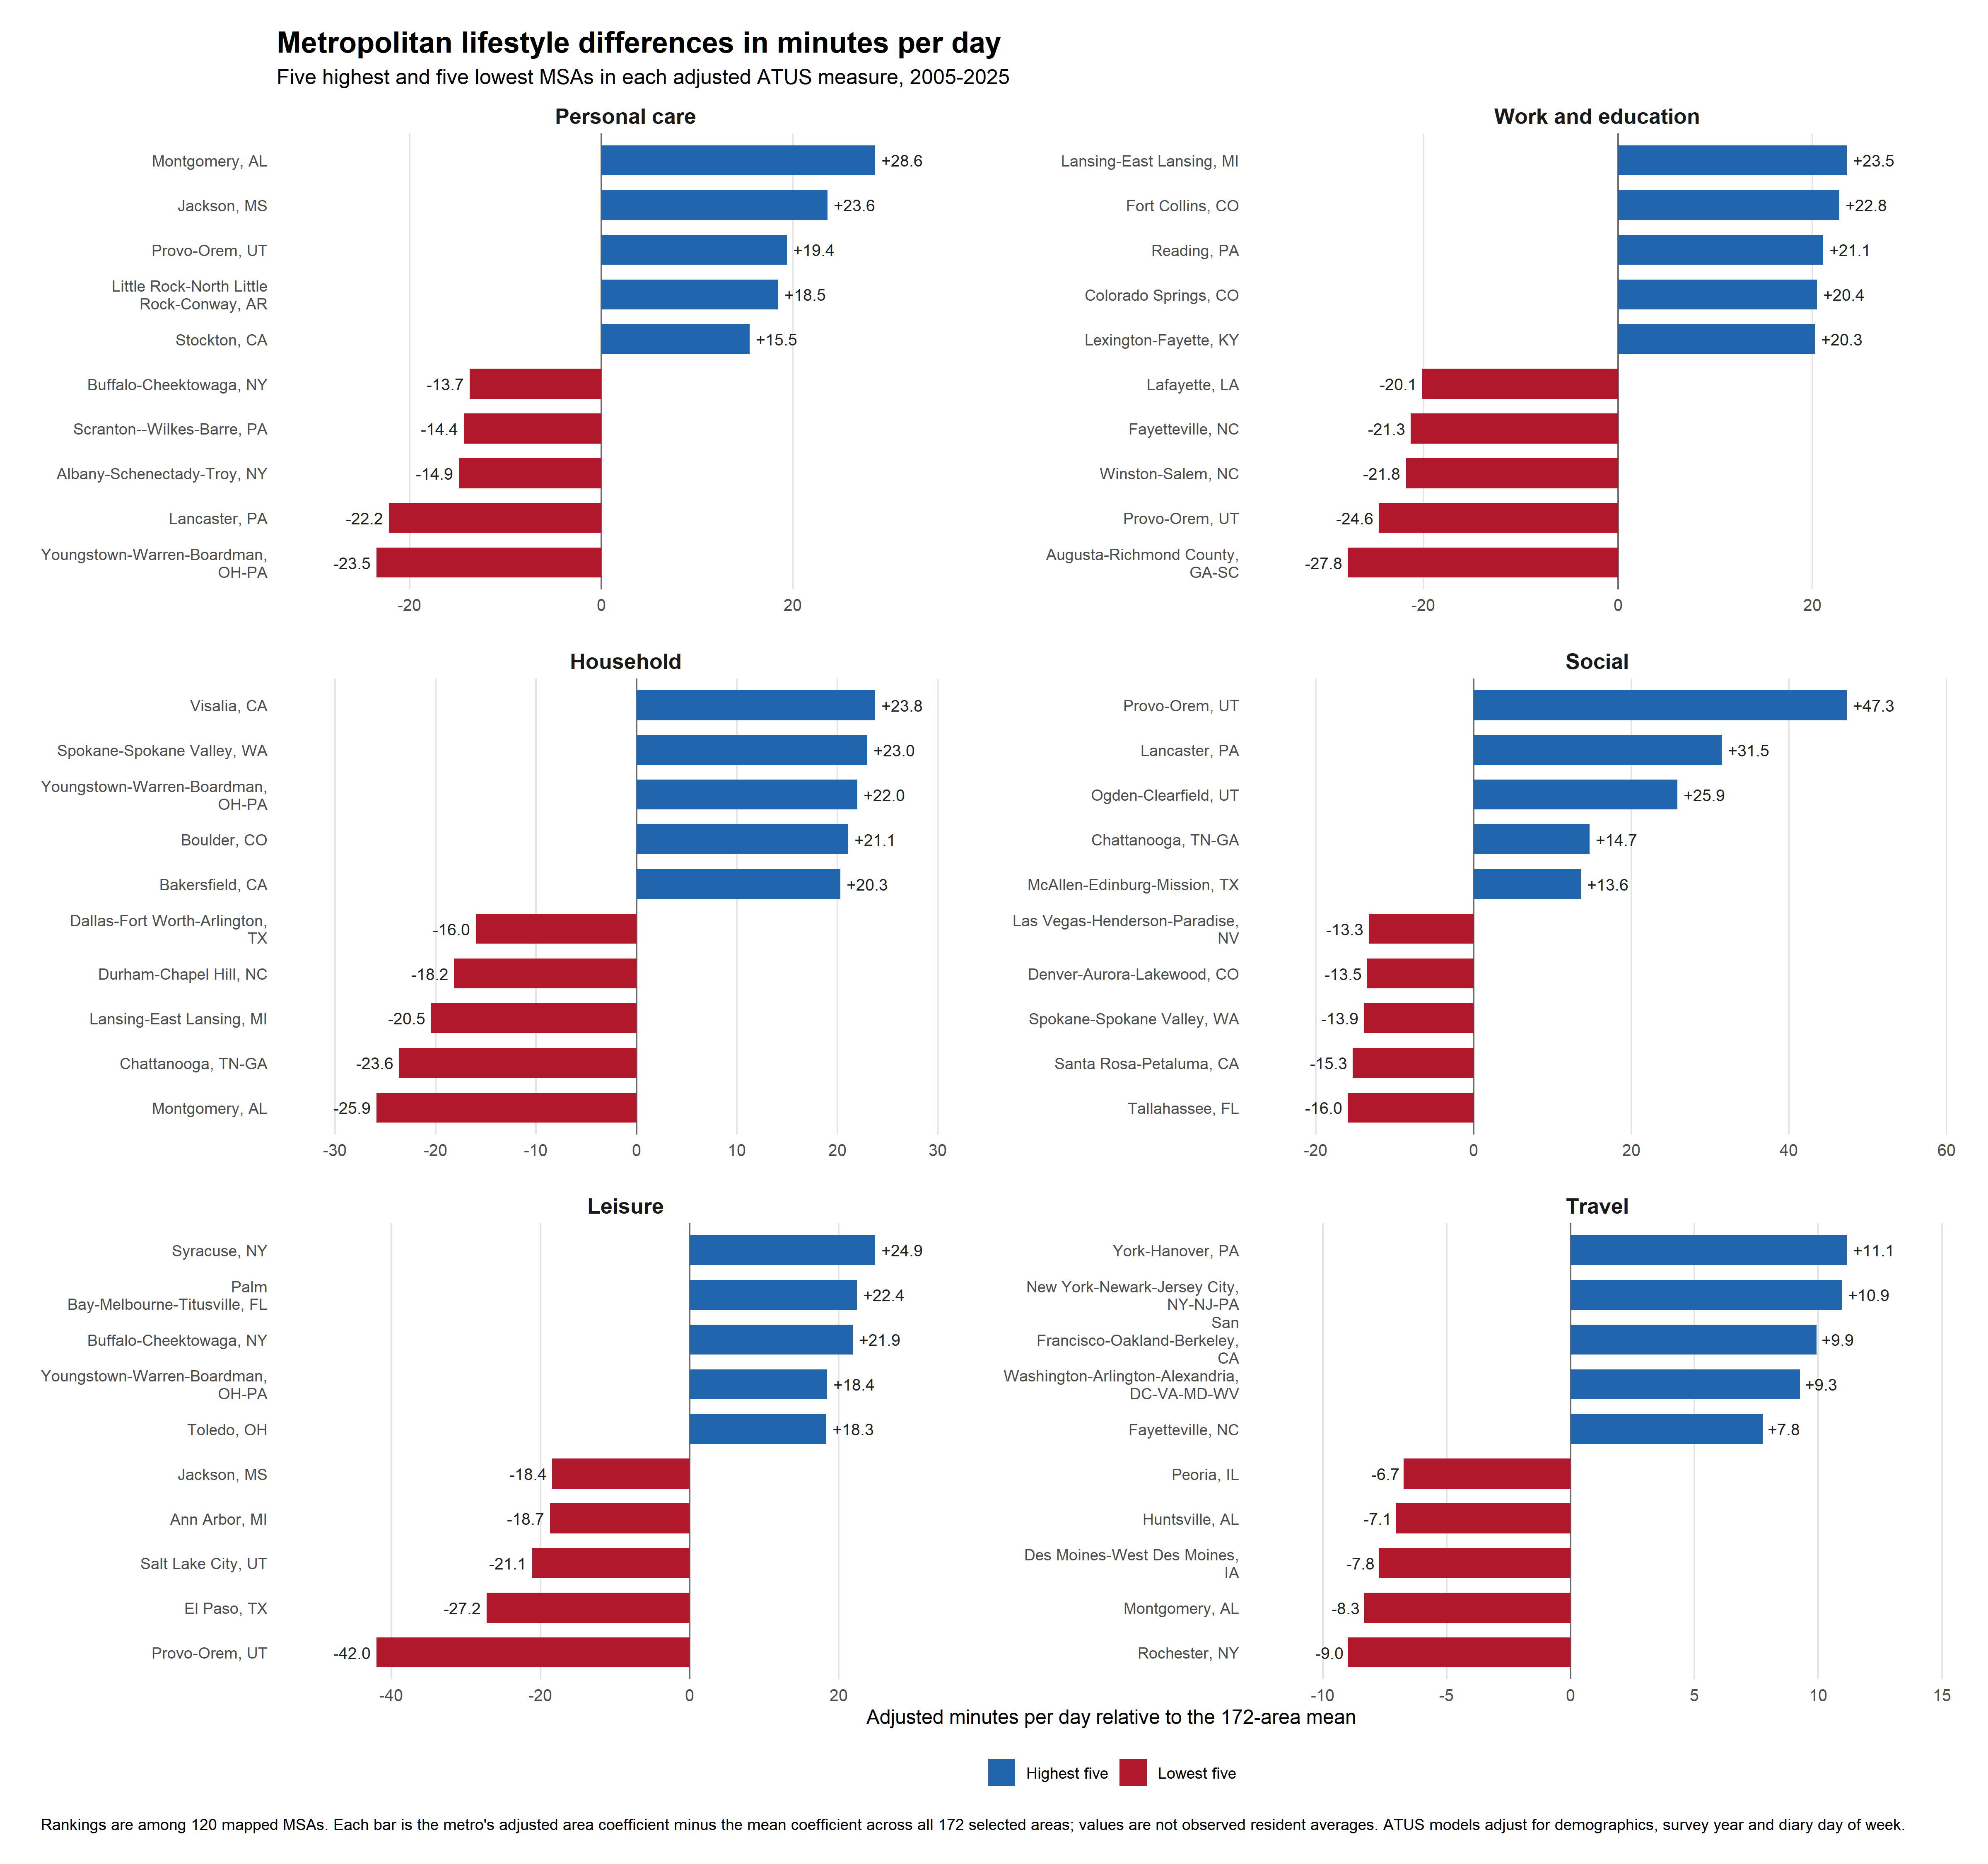 Metropolitan lifestyle differences in minutes per day
Five highest and five lowest MSAs in each adjusted ATUS measure, 2005-2025
Personal care
Montgomery, AL
+28.6
Jackson, MS
+23.6
Provo-Orem, UT
+19.4
Little Rock-North Little
Rock-Conway, AR
+18.5
Stockton, CA
+15.5
Buffalo-Cheektowaga, NY
-13.7
Scranton--Wilkes-Barre, PA
-14.4
Albany-Schenectady-Troy, NY
-14.9
Lancaster, PA
-22.2
Youngstown-Warren-Boardman,
OH-PA
-23.5
-20 0 20
Work and education
Lansing-East Lansing, MI
+23.5
Fort Collins, CO
+22.8
Reading, PA
+21.1
Colorado Springs, CO
+20.4
Lexington-Fayette, KY
+20.3
Lafayette, LA
-20.1
Fayetteville, NC
-21.3
Winston-Salem, NC
-21.8
Provo-Orem, UT
-24.6
Augusta-Richmond County,
GA-SC
-27.8
-20 0 20
Household
Visalia, CA
+23.8
Spokane-Spokane Valley, WA
+23.0
Youngstown-Warren-Boardman,
OH-PA
+22.0
Boulder, CO
+21.1
Bakersfield, CA
+20.3
Dallas-Fort Worth-Arlington,
TX
-16.0
Durham-Chapel Hill, NC
-18.2
Lansing-East Lansing, MI
-20.5
Chattanooga, TN-GA
-23.6
Montgomery, AL
-25.9
-30 -20 -10 0 10 20 30
Social
Provo-Orem, UT
+47.3
Lancaster, PA
+31.5
Ogden-Clearfield, UT
+25.9
Chattanooga, TN-GA
+14.7
McAllen-Edinburg-Mission, TX
+13.6
Las Vegas-Henderson-Paradise,
NV
-13.3
Denver-Aurora-Lakewood, CO
-13.5
Spokane-Spokane Valley, WA
-13.9
Santa Rosa-Petaluma, CA
-15.3
Tallahassee, FL
-16.0
-20 0 20 40 60
Leisure
Syracuse, NY
+24.9
Palm
Bay-Melbourne-Titusville, FL
+22.4
Buffalo-Cheektowaga, NY
+21.9
Youngstown-Warren-Boardman,
OH-PA
+18.4
Toledo, OH
+18.3
Jackson, MS
-18.4
Ann Arbor, MI
-18.7
Salt Lake City, UT
-21.1
El Paso, TX
-27.2
Provo-Orem, UT
-42.0
-40 -20 0 20
Travel
York-Hanover, PA
+11.1
New York-Newark-Jersey City,
NY-NJ-PA
+10.9
San
Francisco-Oakland-Berkeley,
CA
+9.9
Washington-Arlington-Alexandria,
DC-VA-MD-WV
+9.3
Fayetteville, NC
+7.8
Peoria, IL
-6.7
Huntsville, AL
-7.1
Des Moines-West Des Moines,
IA
-7.8
Montgomery, AL
-8.3
Rochester, NY
-9.0
-10 -5 0 5 10 15
Adjusted minutes per day relative to the 172-area mean
Highest five Lowest five
Rankings are among 120 mapped MSAs. Each bar is the metro's adjusted area coefficient minus the mean coefficient across all 172 selected areas; values are not observed resident averages. ATUS models adjust for demographics, survey year and diary day of week.